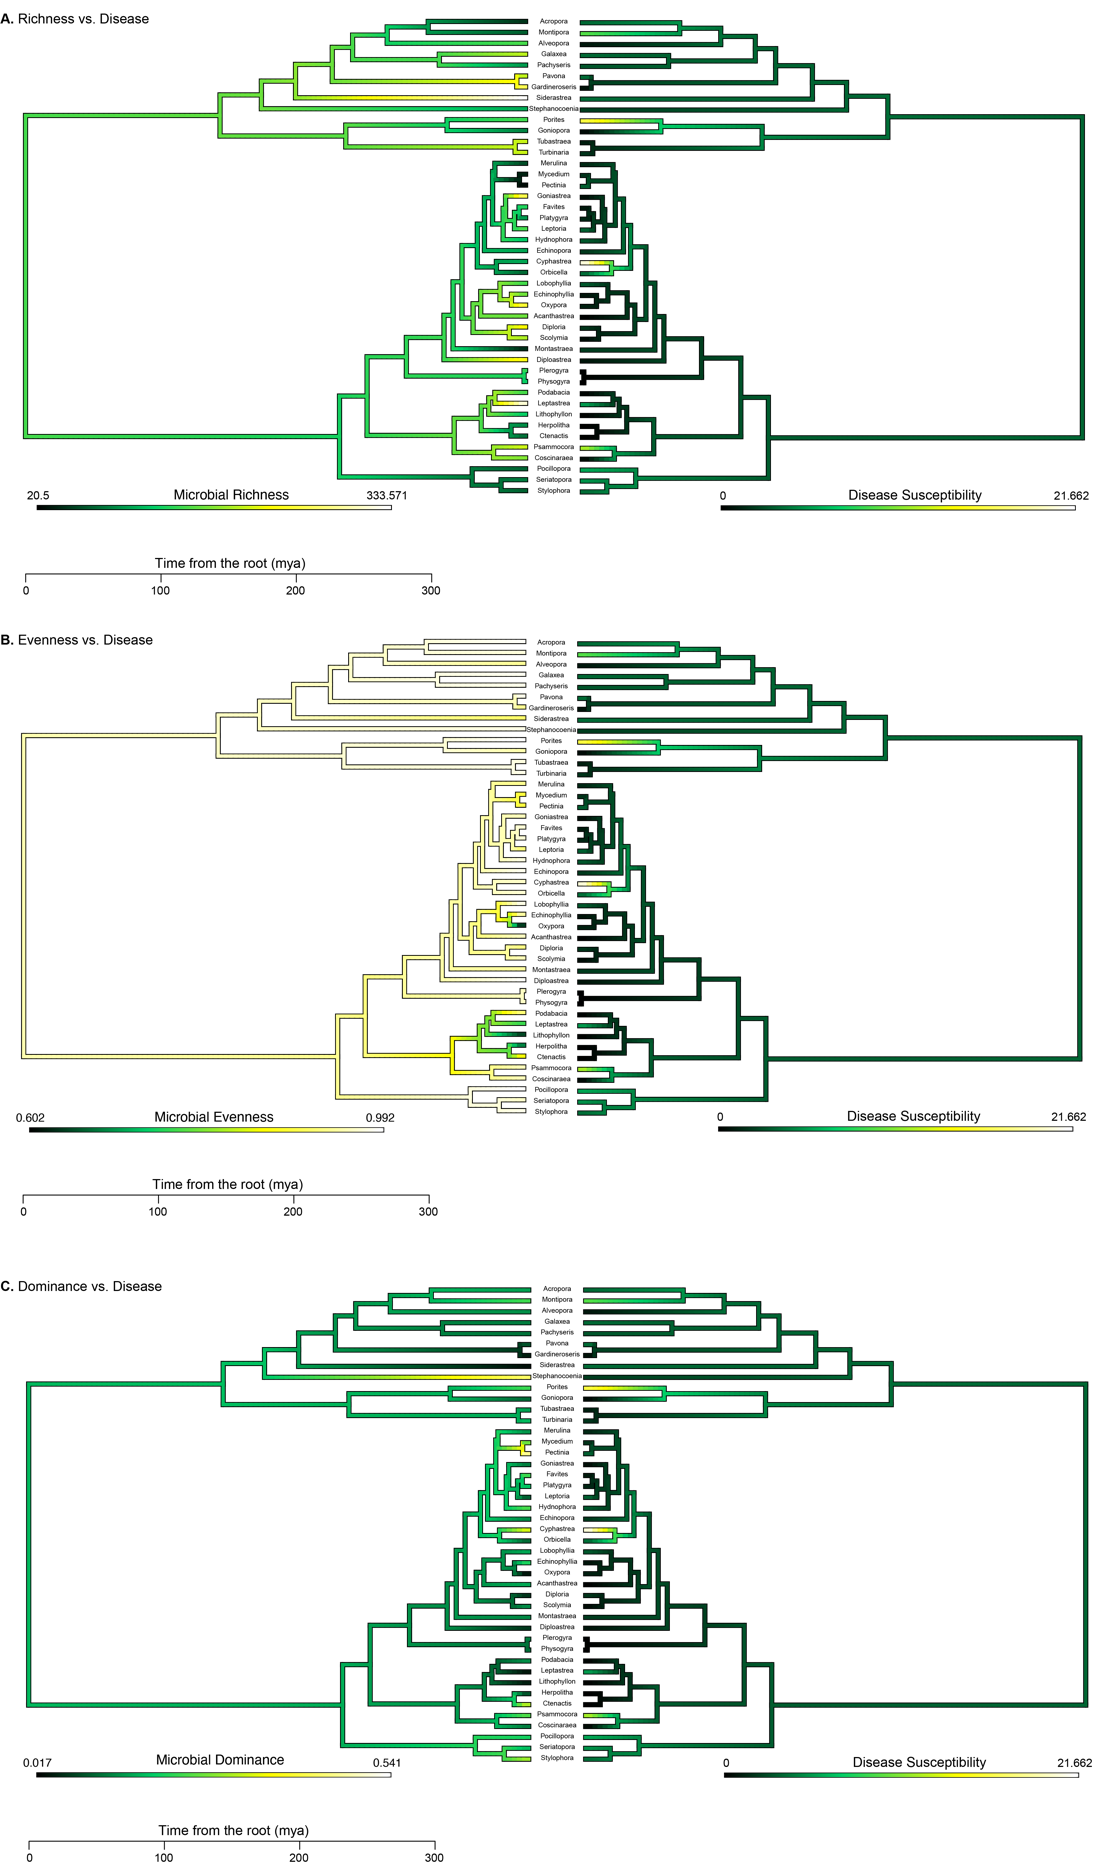 A. Richness vs. Disease
Acropora
Montipora
Alveopora
Galaxea
Pachyseris
Pavona
Gardineroseris
Siderastrea
Stephanocoenia
Porites
Goniopora
Tubastraea
Turbinaria
Merulina
Mycedium
Pectinia
Goniastrea
Favites
Platygyra
Leptoria
Hydnophora
Echinopora
Cyphastrea
Orbicella
Lobophyllia
Echinophyllia
Oxypora
Acanthastrea
Diploria
Scolymia
Montastraea
Diploastrea
Plerogyra
Physogyra
Podabacia
Leptastrea
Lithophyllon
Herpolitha
Ctenactis
Psammocora
Coscinaraea
Pocillopora
Seriatopora
Stylophora
20.5 Microbial Richness 333.571
0 Disease Susceptibility 21.662
Time from the root (mya)
0 100 200 300
B. Evenness vs. Disease
Acropora
Montipora
Alveopora
Galaxea
Pachyseris
Pavona
Gardineroseris
Siderastrea
Stephanocoenia
Porites
Goniopora
Tubastraea
Turbinaria
Merulina
Mycedium
Pectinia
Goniastrea
Favites
Platygyra
Leptoria
Hydnophora
Echinopora
Cyphastrea
Orbicella
Lobophyllia
Echinophyllia
Oxypora
Acanthastrea
Diploria
Scolymia
Montastraea
Diploastrea
Plerogyra
Physogyra
Podabacia
Leptastrea
Lithophyllon
Herpolitha
Ctenactis
Psammocora
Coscinaraea
Pocillopora
Seriatopora
Stylophora
0.602 Microbial Evenness 0.992
0 Disease Susceptibility 21.662
Time from the root (mya)
0 100 200 300
C. Dominance vs. Disease
Acropora
Montipora
Alveopora
Galaxea
Pachyseris
Pavona
Gardineroseris
Siderastrea
Stephanocoenia
Porites
Goniopora
Tubastraea
Turbinaria
Merulina
Mycedium
Pectinia
Goniastrea
Favites
Platygyra
Leptoria
Hydnophora
Echinopora
Cyphastrea
Orbicella
Lobophyllia
Echinophyllia
Oxypora
Acanthastrea
Diploria
Scolymia
Montastraea
Diploastrea
Plerogyra
Physogyra
Podabacia
Leptastrea
Lithophyllon
Herpolitha
Ctenactis
Psammocora
Coscinaraea
Pocillopora
Seriatopora
Stylophora
0.017 Microbial Dominance 0.541
0 Disease Susceptibility 21.662
Time from the root (mya)
0 100 200 300